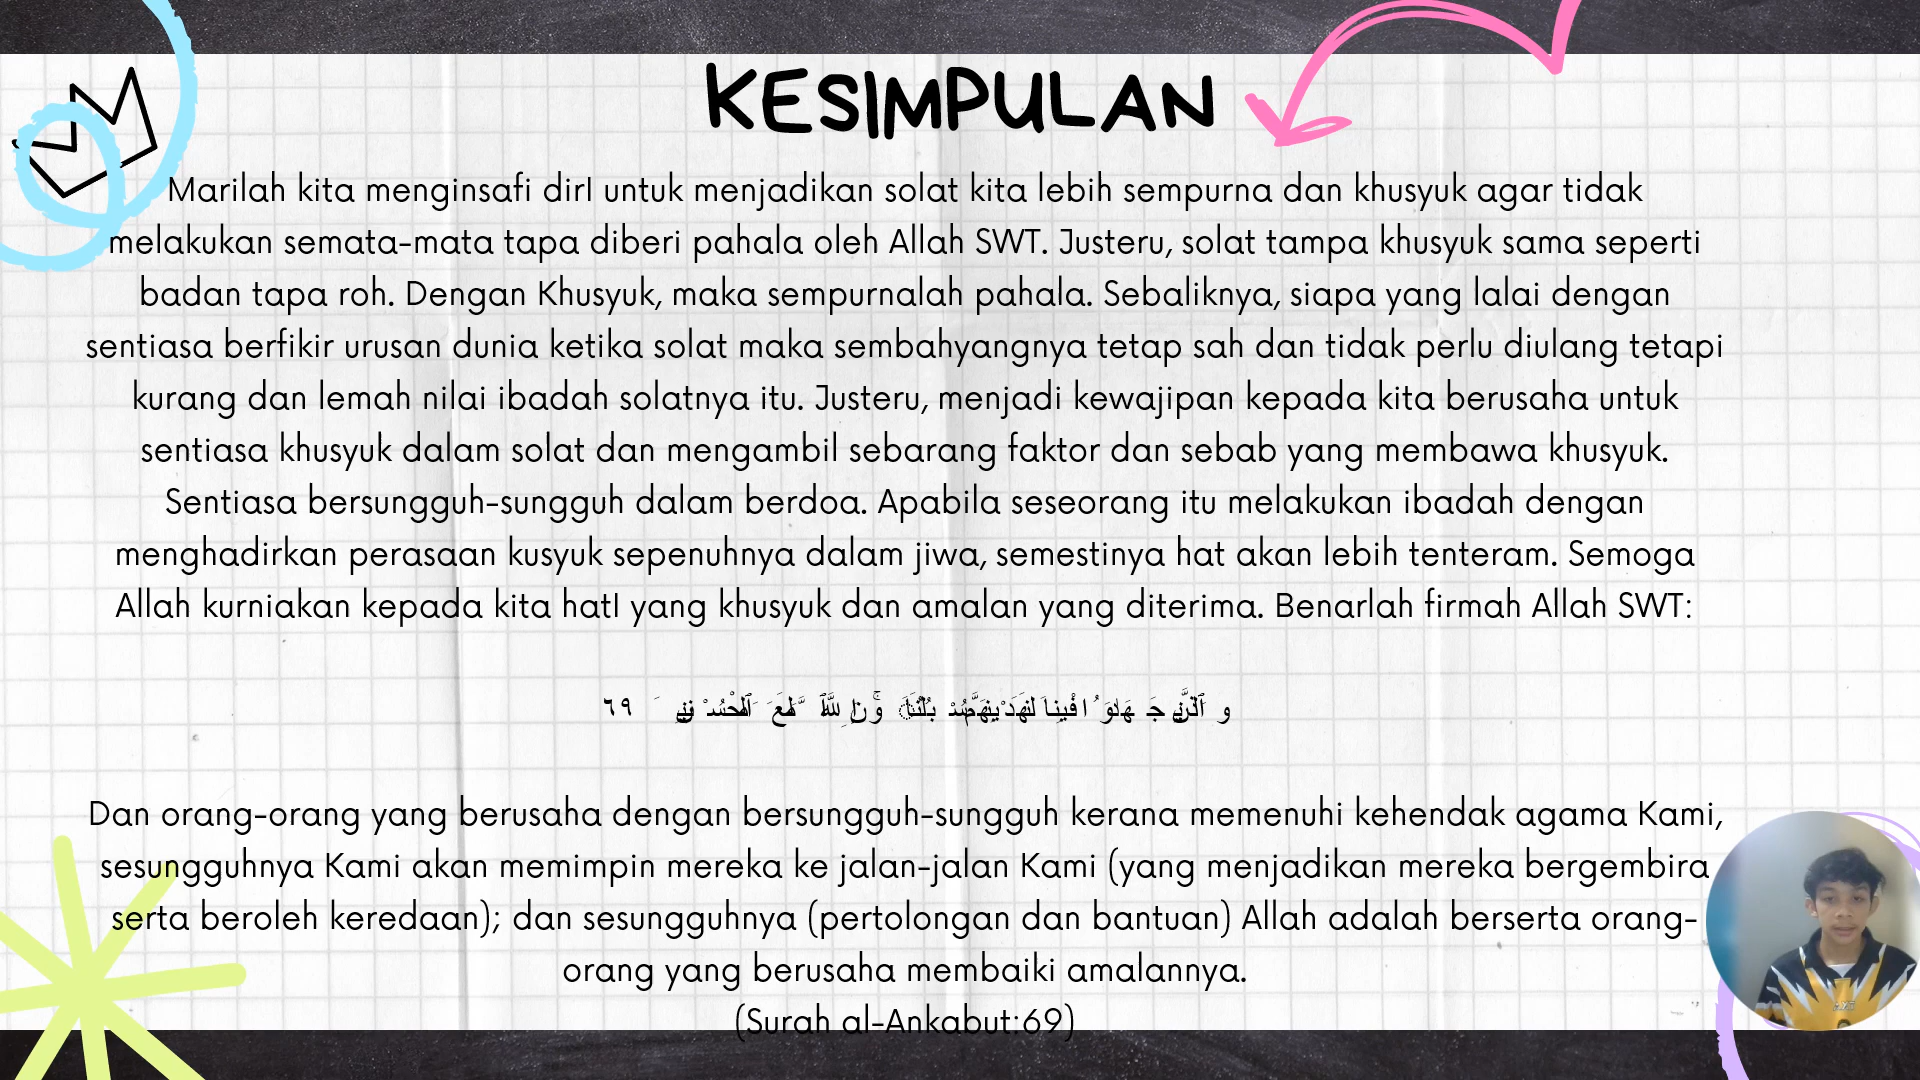 KESIMPULAN
Marilah kita menginsafi dirI untuk menjadikan solat kita lebih sempurna dan khusyuk agar tidak
melakukan semata-mata tapa diberi pahala oleh Allah SWT. Justeru, solat tampa khusyuk sama seperti
badan tapa roh. Dengan Khusyuk, maka sempurnalah pahala. Sebaliknya, siapa yang lalai dengan
sentiasa berfikir urusan dunia ketika solat maka sembahyangnya tetap sah dan tidak perlu diulang tetapi
kurang dan lemah nilai ibadah solatnya itu. Justeru, menjadi kewajipan kepada kita berusaha untuk
sentiasa khusyuk dalam solat dan mengambil sebarang faktor dan sebab yang membawa khusyuk.
Sentiasa bersungguh-sungguh dalam berdoa. Apabila seseorang itu melakukan ibadah dengan
menghadirkan perasaan kusyuk sepenuhnya dalam jiwa, semestinya hat akan lebih tenteram. Semoga
Allah kurniakan kepada kita hatI yang khusyuk dan amalan yang diterima. Benarlah firmah Allah SWT:
٦٩
Dan orang-orang yang berusaha dengan bersungguh-sungguh kerana memenuhi kehendak agama Kami,
sesungguhnya Kami akan memimpin mereka ke jalan-jalan Kami (yang menjadikan mereka bergembira
serta beroleh keredaan); dan sesungguhnya (pertolongan dan bantuan) Allah adalah berserta orang-
orang yang berusaha membaiki amalannya.
(Surah al-Ankabut:69)